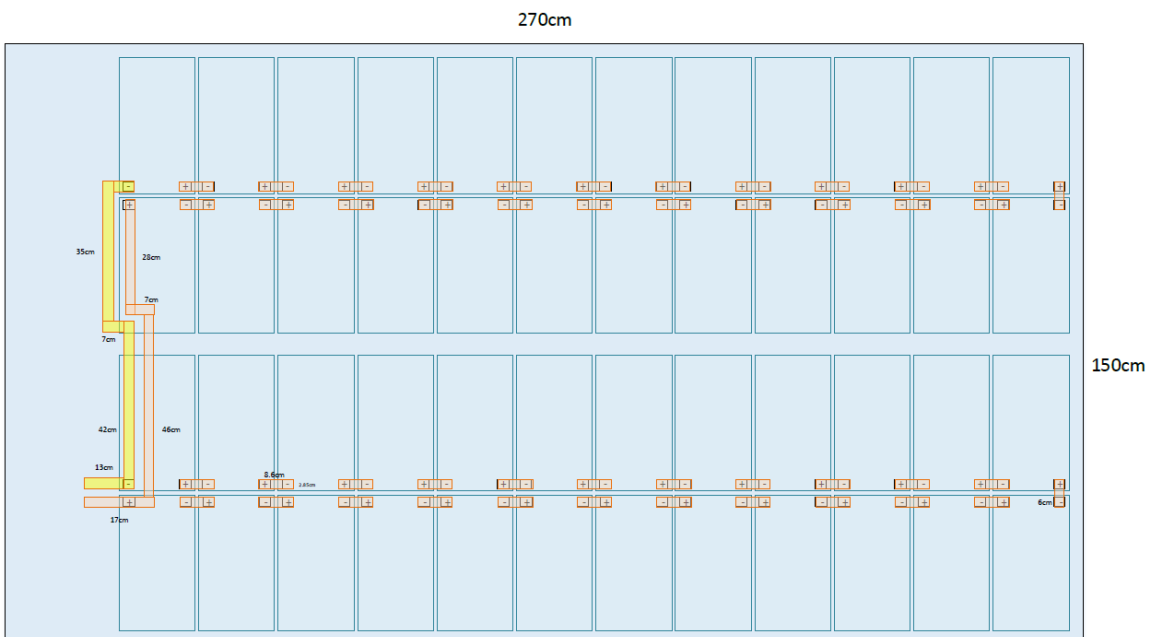 270cm
- + - + - + - + - + - + - + - + - + - + - + - +
+ - + - + - + - + - + - + - + - + - + - + - + -
35cm
28cm
7cm
7cm
150cm
42cm
46cm
13cm
8.6cm
- + - + - + - + - + - + - + - + - + - + - + - +
+ - + - + - + - + - + - + - + - + - + - + - + 6cm -
17cm